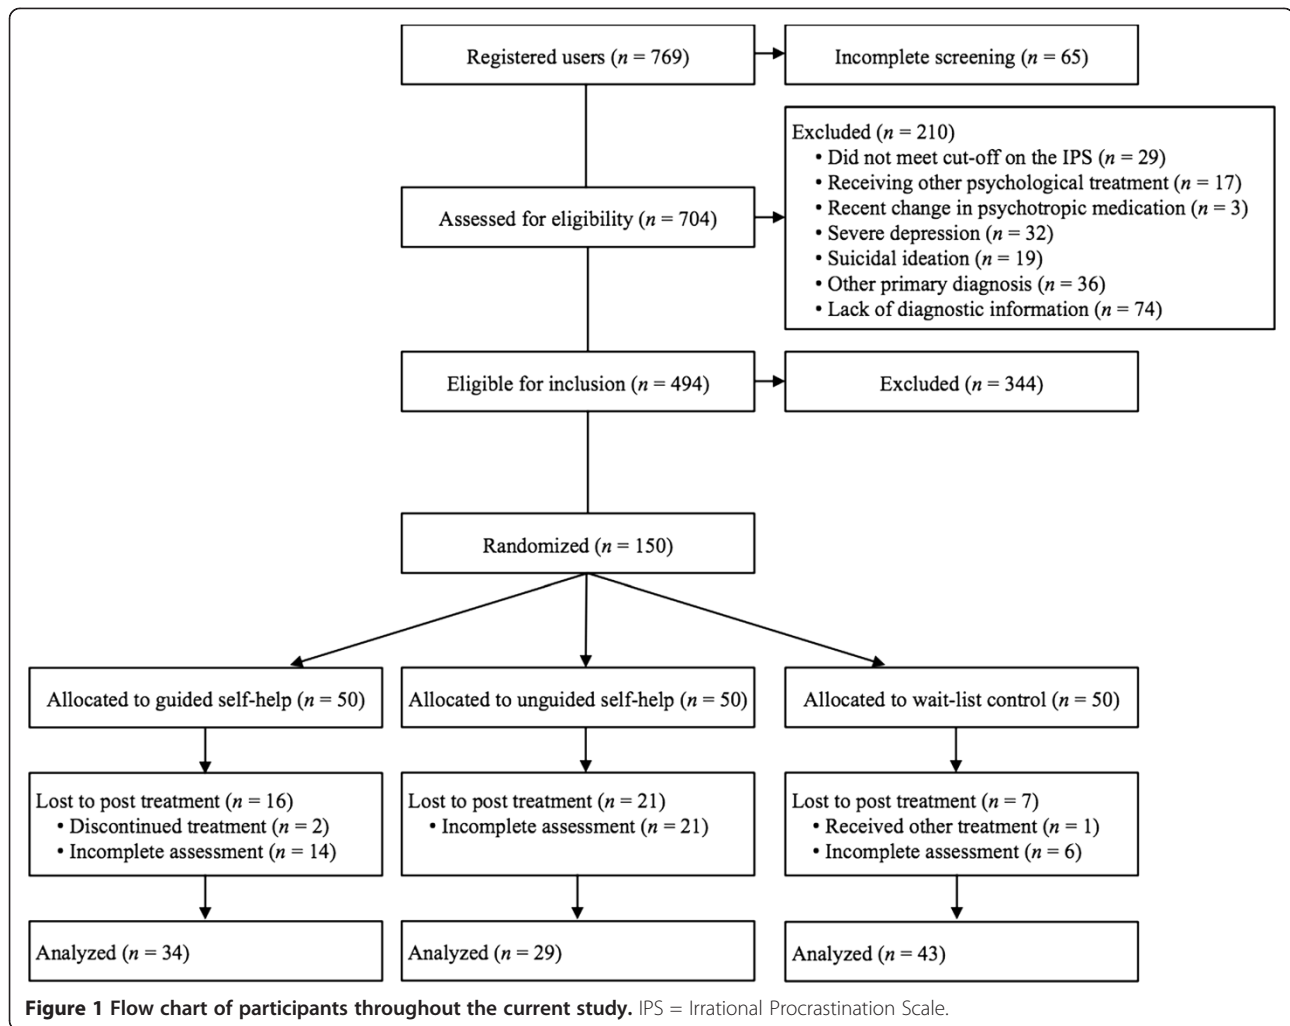 Registered users (n = 769)
Incomplete screening (n = 65)
Excluded (n = 210)
• Did not meet cut-off on the IPS (n = 29)
• Receiving other psychological treatment (n = 17)
• Recent change in psychotropic medication (n = 3)
• Severe depression (n = 32)
• Suicidal ideation (n = 19)
• Other primary diagnosis (n = 36)
• Lack of diagnostic information (n = 74)
Assessed for eligibility (n = 704)
Eligible for inclusion (n = 494)
Excluded (n = 344)
Randomized (n = 150)
Allocated to guided self-help (n = 50)
Allocated to unguided self-help (n = 50)
Allocated to wait-list control (n = 50)
Lost to post treatment (n = 16)
• Discontinued treatment (n = 2)
• Incomplete assessment (n = 14)
Lost to post treatment (n = 21)
• Incomplete assessment (n = 21)
Lost to post treatment (n = 7)
• Received other treatment (n = 1)
• Incomplete assessment (n = 6)
Analyzed (n = 34)
Analyzed (n = 29)
Analyzed (n = 43)
Figure 1 Flow chart of participants throughout the current study. IPS = Irrational Procrastination Scale.